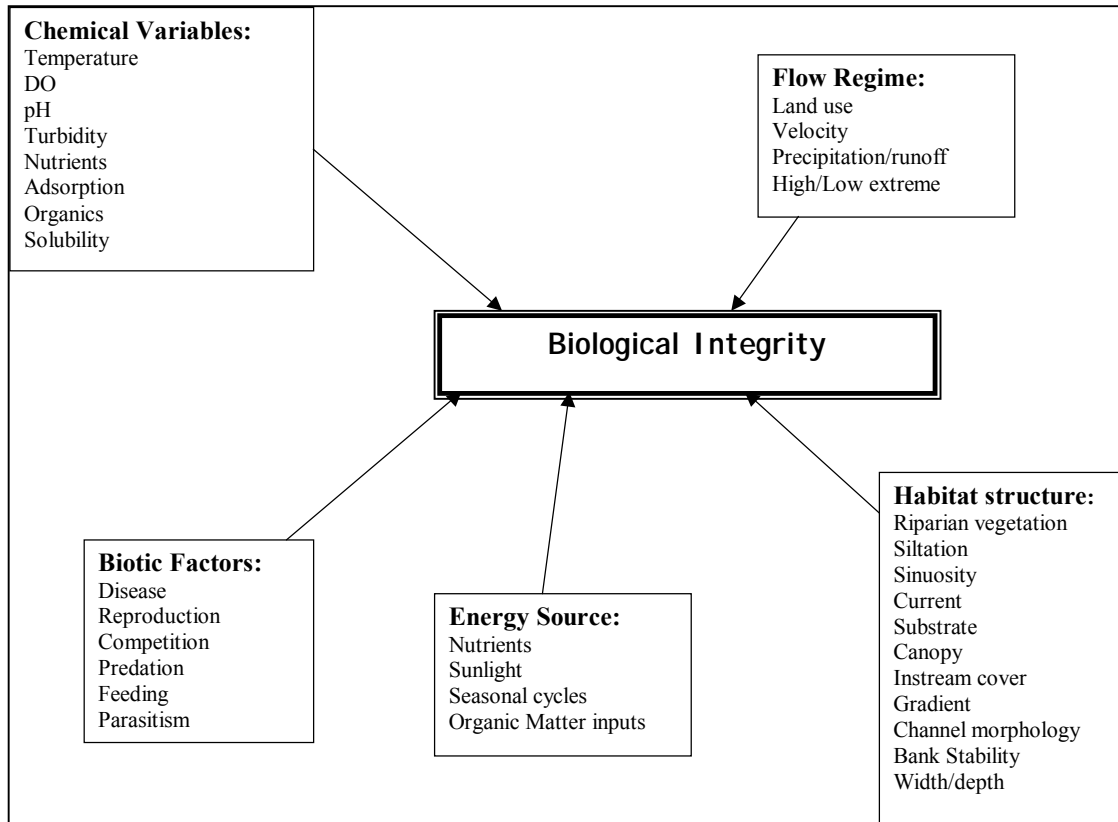 Chemical Variables:
Temperature
DO
pH
Turbidity
Nutrients
Adsorption
Organics
Solubility
Flow Regime:
Land use
Velocity
Precipitation/runoff
High/Low extreme
Biological Integrity
Biotic Factors:
Disease
Reproduction
Competition
Predation
Feeding
Parasitism
Energy Source:
Nutrients
Sunlight
Seasonal cycles
Organic Matter inputs
Habitat structure:
Riparian vegetation
Siltation
Sinuosity
Current
Substrate
Canopy
Instream cover
Gradient
Channel morphology
Bank Stability
Width/depth